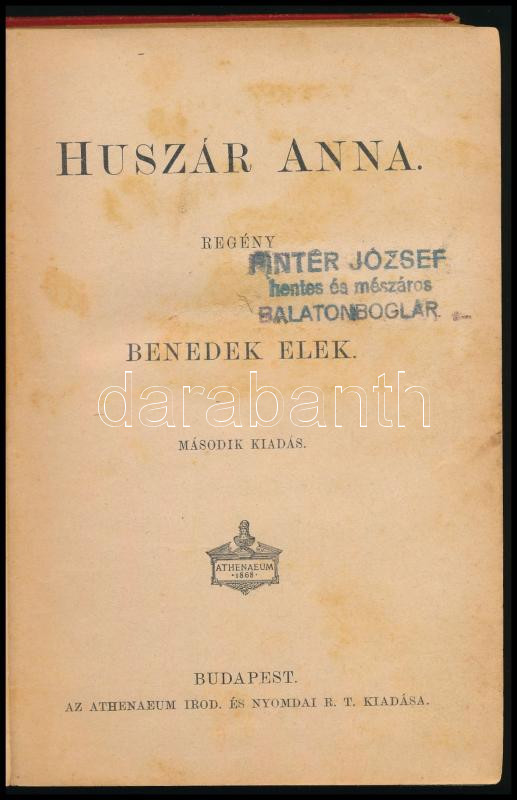 HUSZÁR ANNA.
REGÉNY
PINTÉR JÓZSEF
hentes és mészáros
BALATONBOGLÁR
BENEDEK ELEK.
darabanth
MÁSODIK KIADÁS.
ATHENAEUM
·1868·
BUDAPEST.
AZ ATHENAEUM IROD. ÉS NYOMDAI R. T. KIADÁSA.